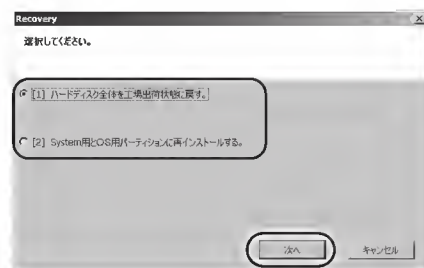 Recovery
選択してください。
[1] ハードディスク全体を工場出荷状態に戻す。
[2] System用とOS用パーティションに再インストールする。
次へ
キャンセル